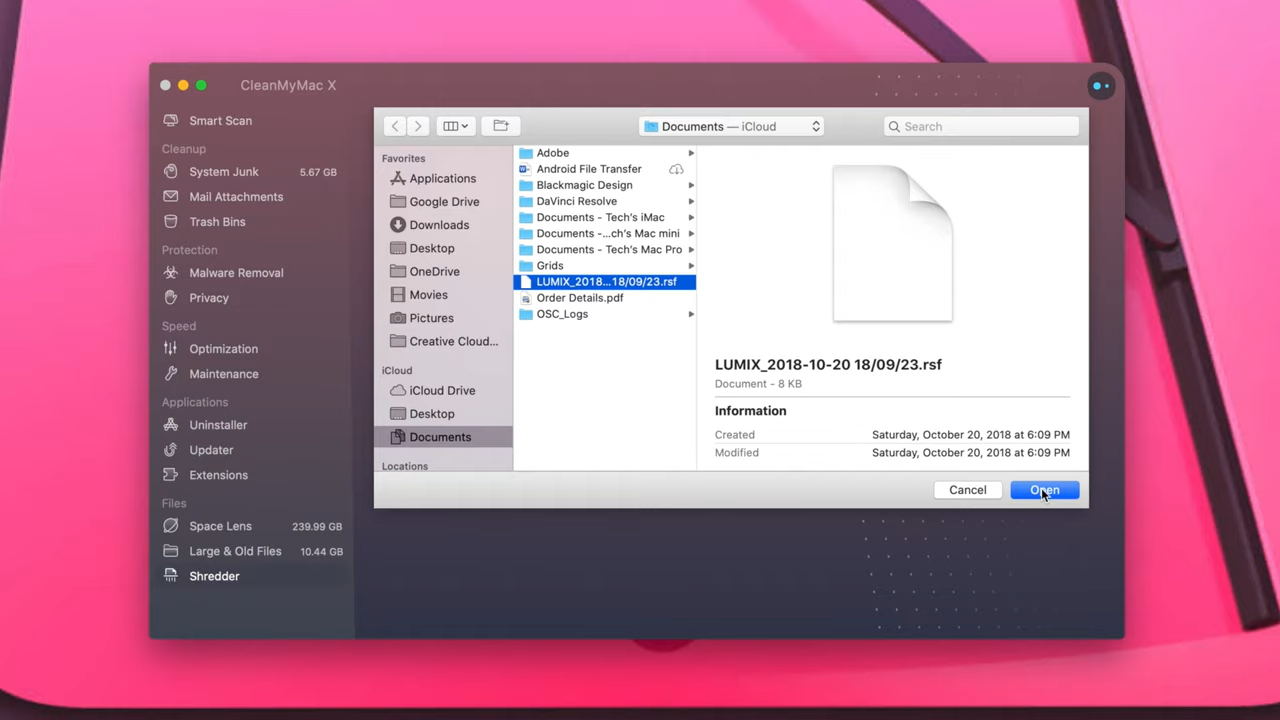 CleanMyMac X
Smart Scan
Cleanup
System Junk 5.67 GB
Mail Attachments
Trash Bins
Protection
Malware Removal
Privacy
Speed
Optimization
Maintenance
Applications
Uninstaller
Updater
Extensions
Files
Space Lens 239.99 GB
Large & Old Files 10.44 GB
Shredder
Documents — iCloud
Search
Favorites
Applications
Google Drive
Downloads
Desktop
OneDrive
Movies
Pictures
Creative Cloud...
iCloud
iCloud Drive
Desktop
Documents
Locations
Adobe
Android File Transfer
Blackmagic Design
DaVinci Resolve
Documents - Tech's iMac
Documents -...ch's Mac mini
Documents - Tech's Mac Pro
Grids
LUMIX_2018...18/09/23.rsf
Order Details.pdf
OSC_Logs
LUMIX_2018-10-20 18/09/23.rsf
Document - 8 KB
Information
Created Saturday, October 20, 2018 at 6:09 PM
Modified Saturday, October 20, 2018 at 6:09 PM
Cancel Open